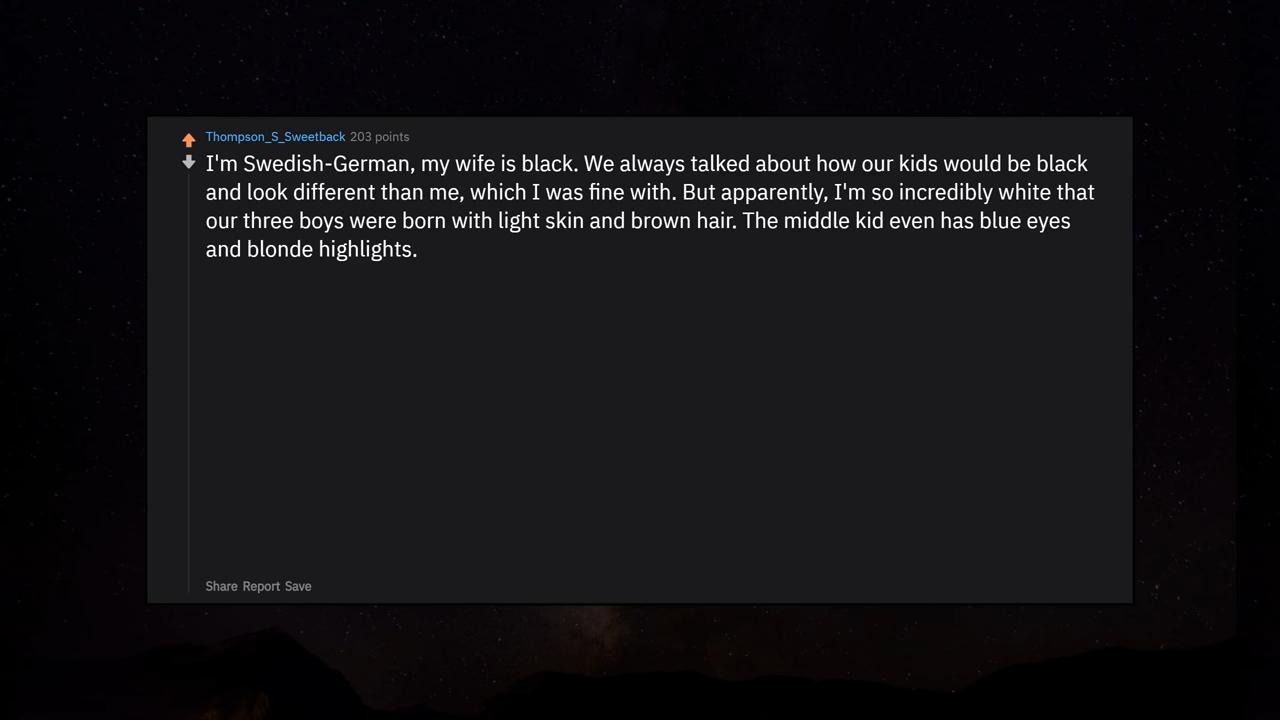 Thompson_S_Sweetback 203 points
I'm Swedish-German, my wife is black. We always talked about how our kids would be black
and look different than me, which I was fine with. But apparently, I'm so incredibly white that
our three boys were born with light skin and brown hair. The middle kid even has blue eyes
and blonde highlights.
Share Report Save